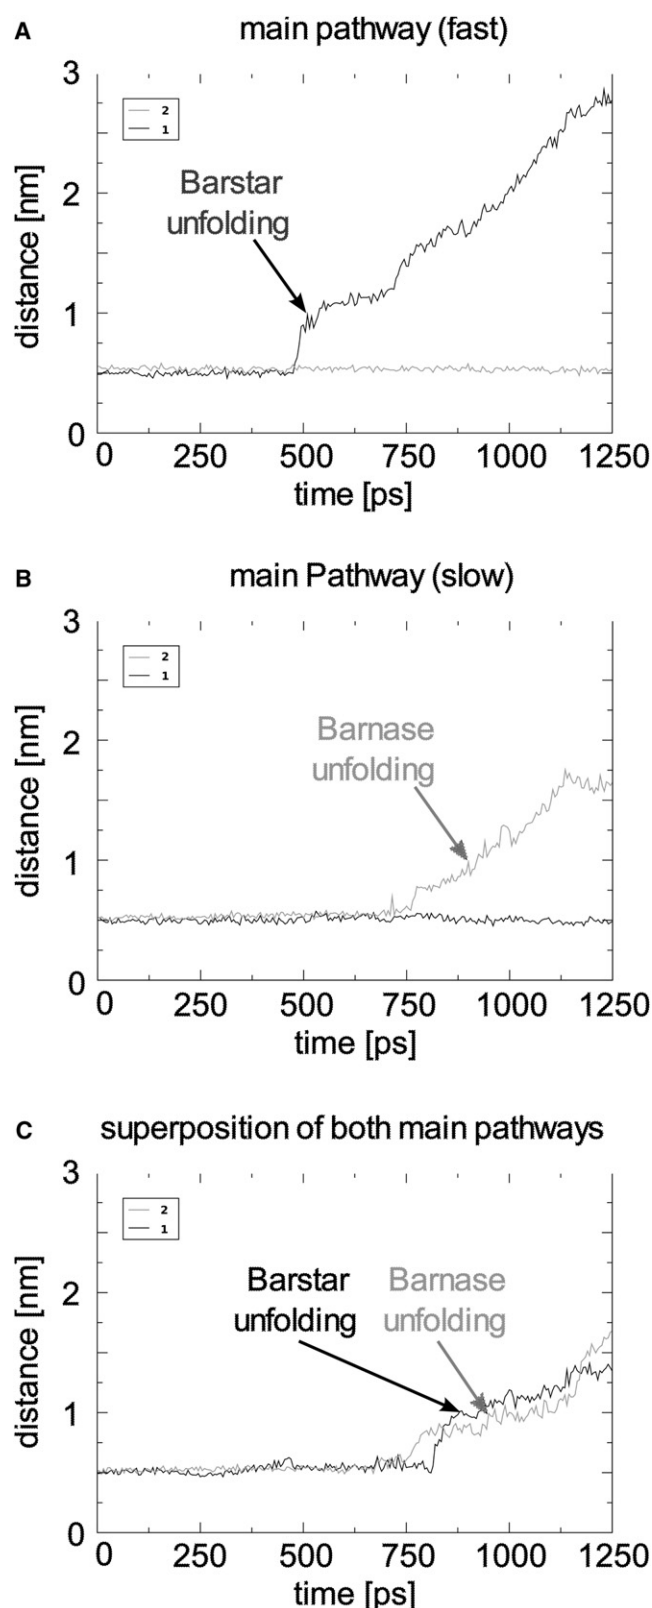 A
main pathway (fast)
3
2
1
Barstar
unfolding
2
distance [nm]
1
0
0 250 500 750 1000 1250
time [ps]
B
main Pathway (slow)
3
2
1
Barnase
unfolding
2
distance [nm]
1
0
0 250 500 750 1000 1250
time [ps]
C
superposition of both main pathways
3
2
1
Barstar Barnase
unfolding unfolding
2
distance [nm]
1
0
0 250 500 750 1000 1250
time [ps]